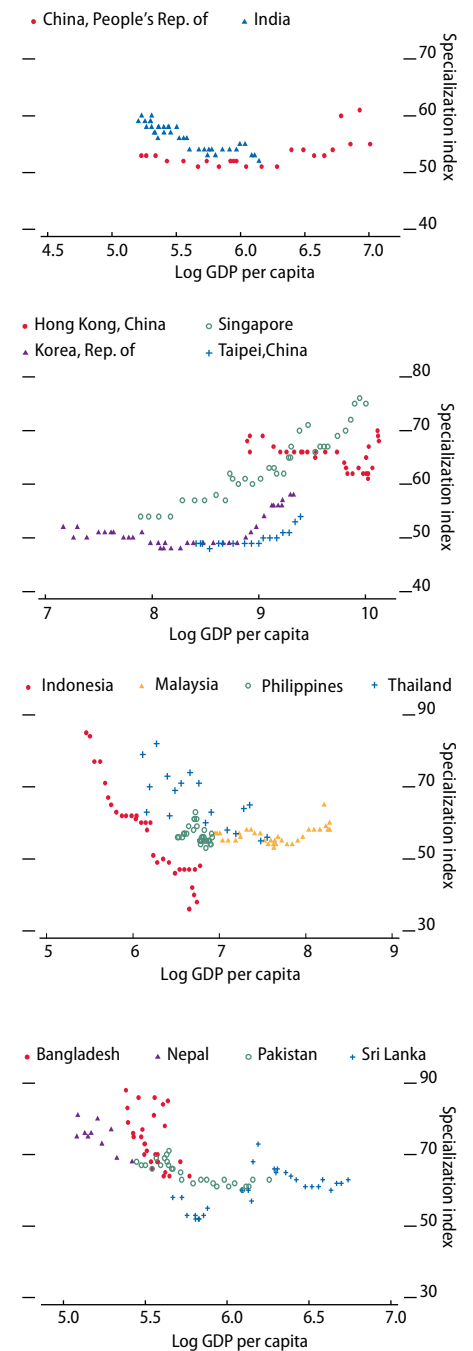 China, People's Rep. of India
70
60
50
40
Specialization index
4.5 5.0 5.5 6.0 6.5 7.0
Log GDP per capita
Hong Kong, China Singapore
Korea, Rep. of Taipei,China
80
70
60
50
40
Specialization index
7 8 9 10
Log GDP per capita
Indonesia Malaysia Philippines Thailand
90
70
50
30
Specialization index
5 6 7 8 9
Log GDP per capita
Bangladesh Nepal Pakistan Sri Lanka
90
70
50
30
Specialization index
5.0 5.5 6.0 6.5 7.0
Log GDP per capita